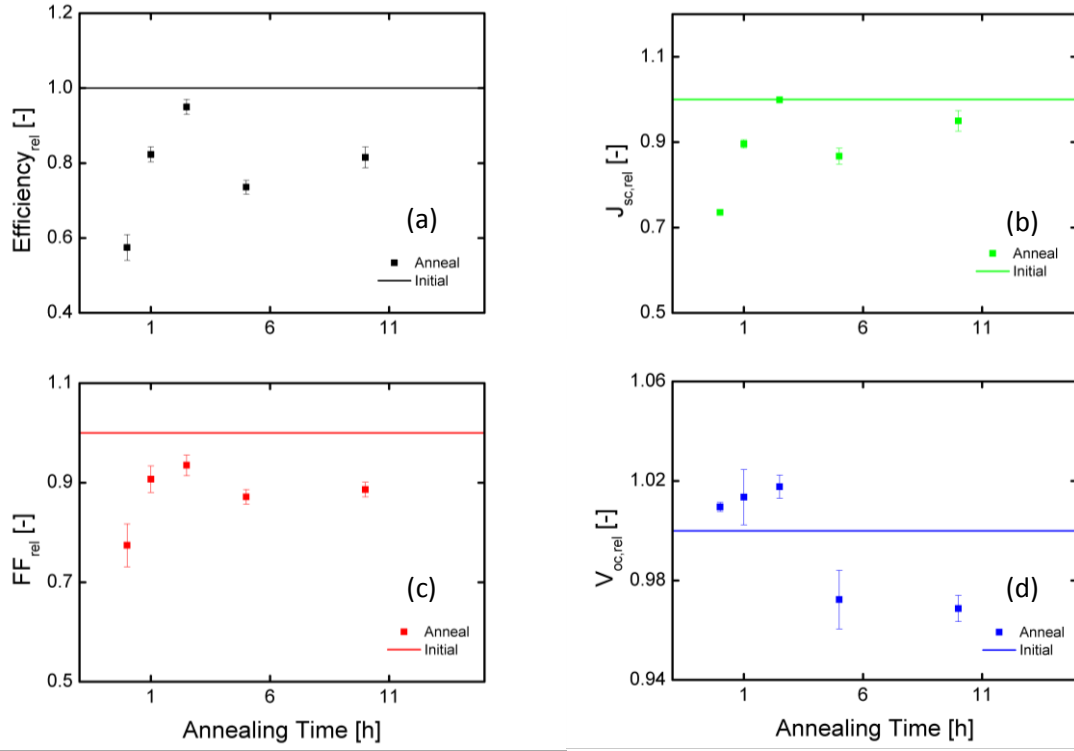 1.2
1.0
0.8
0.6
0.4
Efficiency_rel [-]
(a)
Anneal
Initial
1 6 11
1.1
0.9
0.7
0.5
J_sc,rel [-]
(b)
Anneal
Initial
1 6 11
1.1
1.0
0.9
0.7
0.5
FF_rel [-]
(c)
Anneal
Initial
1 6 11
Annealing Time [h]
1.06
1.02
0.98
0.94
V_oc,rel [-]
(d)
Anneal
Initial
1 6 11
Annealing Time [h]